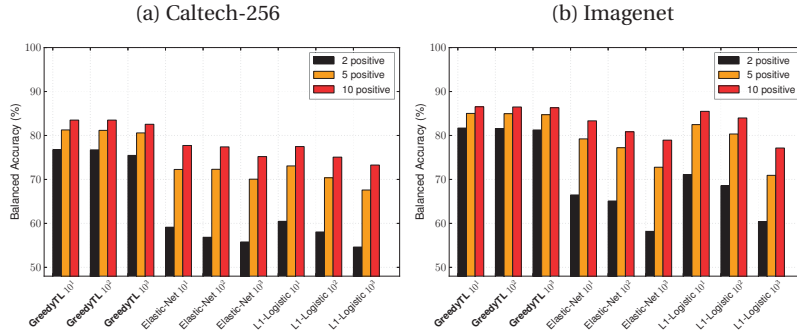 (a) Caltech-256
Balanced Accuracy (%)
100
90
80
70
60
50
2 positive
5 positive
10 positive
GreedyTL 10¹
GreedyTL 10²
GreedyTL 10³
Elastic-Net 10¹
Elastic-Net 10²
Elastic-Net 10³
L1-Logistic 10¹
L1-Logistic 10²
L1-Logistic 10³
(b) Imagenet
Balanced Accuracy (%)
100
90
80
70
60
50
2 positive
5 positive
10 positive
GreedyTL 10¹
GreedyTL 10²
GreedyTL 10³
Elastic-Net 10¹
Elastic-Net 10²
Elastic-Net 10³
L1-Logistic 10¹
L1-Logistic 10²
L1-Logistic 10³